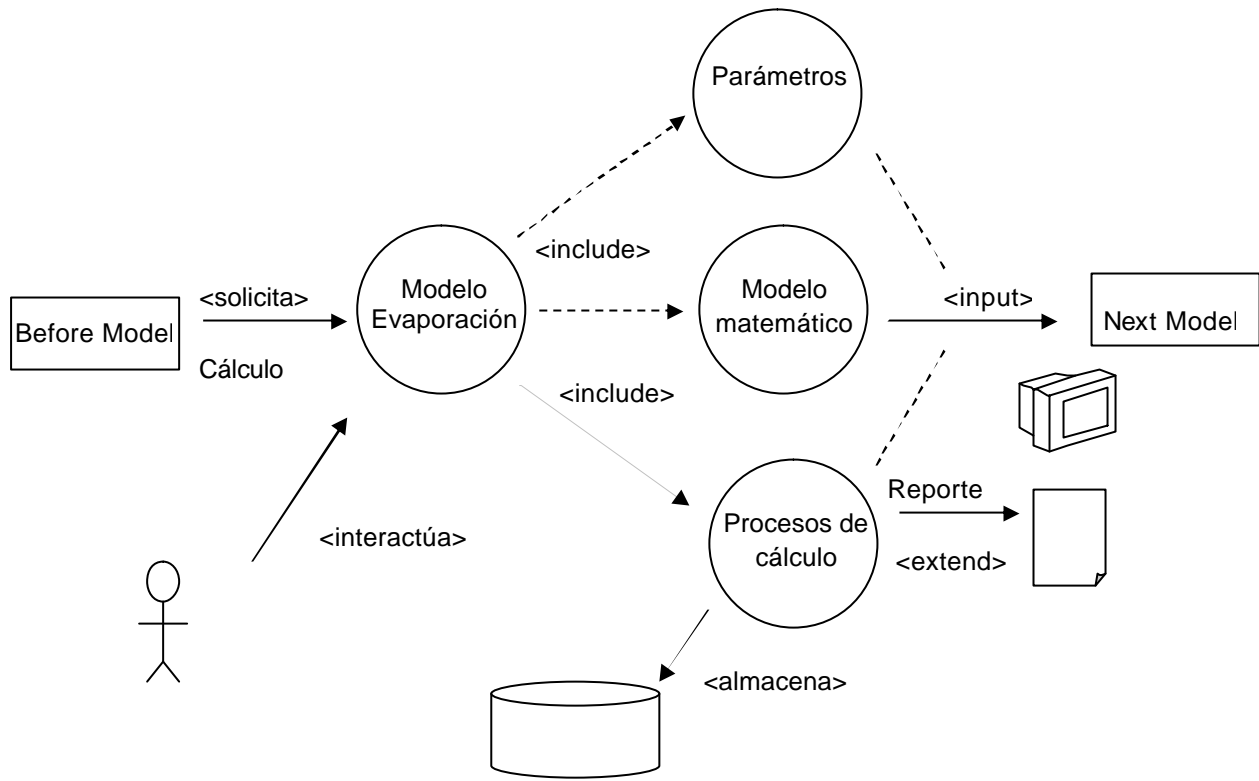 Parámetros
<include>
Modelo
Evaporación
Modelo
matemático
<solicita>
<input>
Before Model
Next Model
Cálculo
<include>
Reporte
Procesos de
cálculo
<interactúa>
<extend>
<almacena>